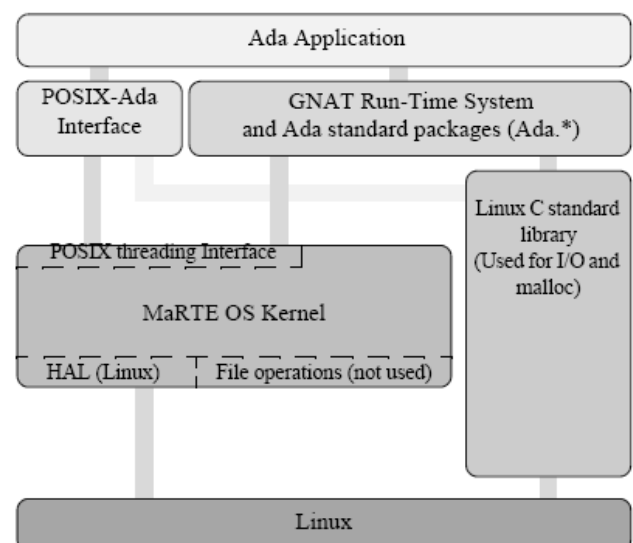 Ada Application
POSIX-Ada
Interface
GNAT Run-Time System
and Ada standard packages (Ada.*)
Linux C standard
library
(Used for I/O and
malloc)
POSIX threading Interface
MaRTE OS Kernel
HAL (Linux)
File operations (not used)
Linux